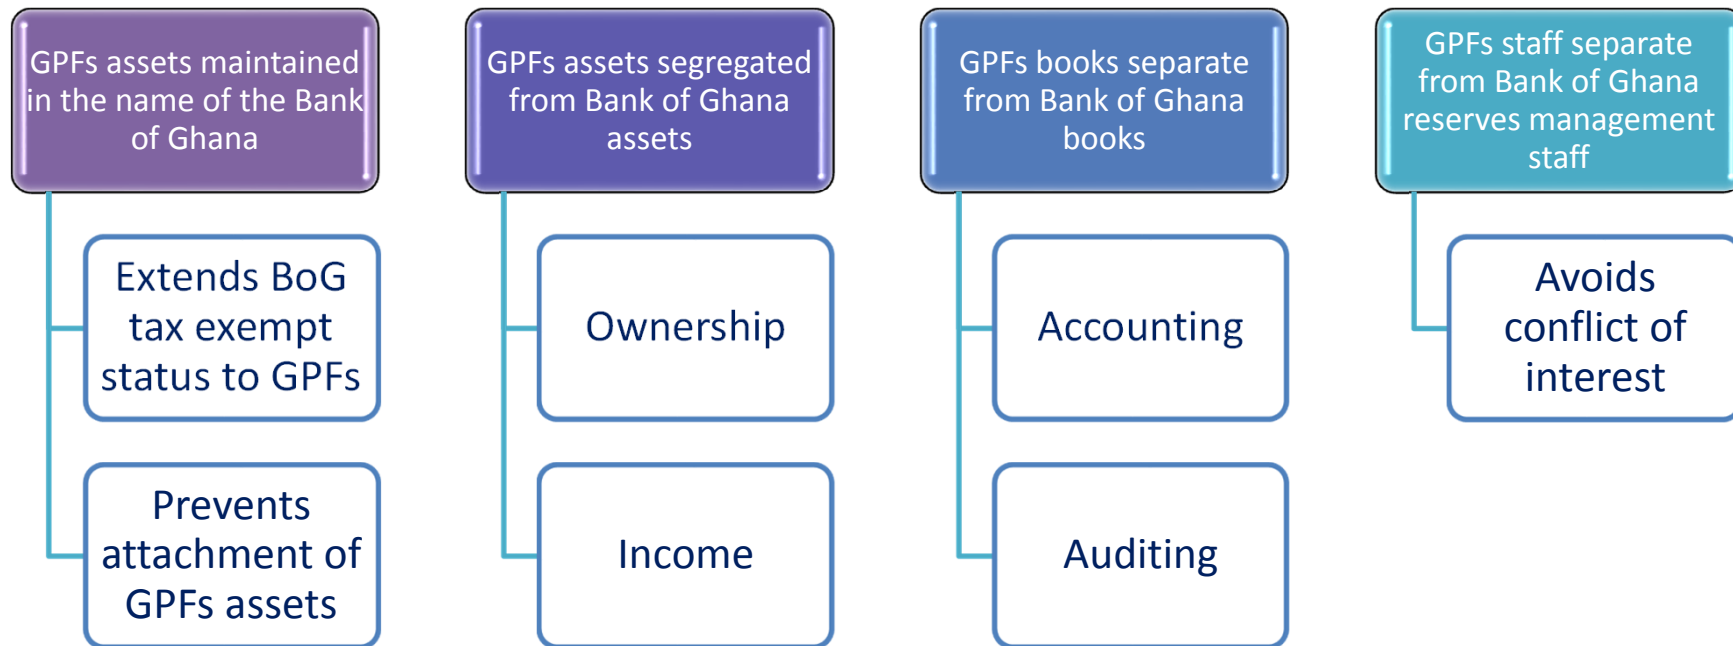 GPFs assets maintained
in the name of the Bank
of Ghana
Extends BoG
tax exempt
status to GPFs
Prevents
attachment of
GPFs assets
GPFs assets segregated
from Bank of Ghana
assets
Ownership
Income
GPFs books separate
from Bank of Ghana
books
Accounting
Auditing
GPFs staff separate
from Bank of Ghana
reserves management
staff
Avoids
conflict of
interest